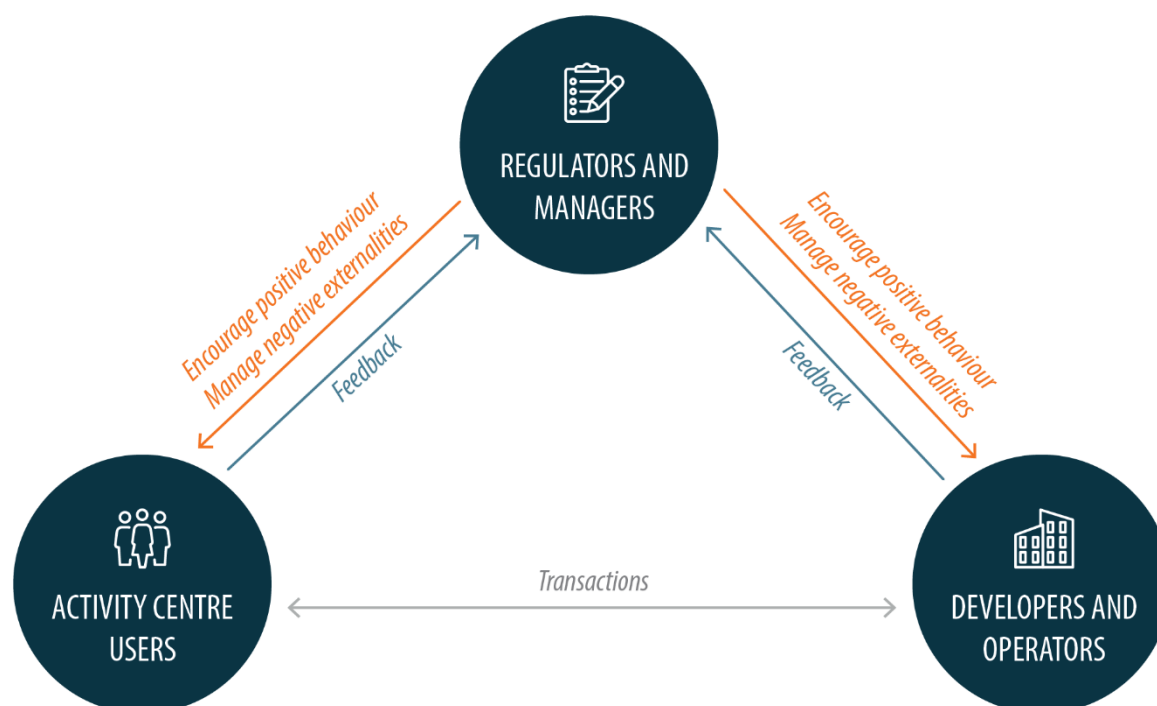 REGULATORS AND
MANAGERS
Encourage positive behaviour
Manage negative externalities
Feedback
Encourage positive behaviour
Manage negative externalities
Feedback
Transactions
ACTIVITY CENTRE
USERS
DEVELOPERS AND
OPERATORS